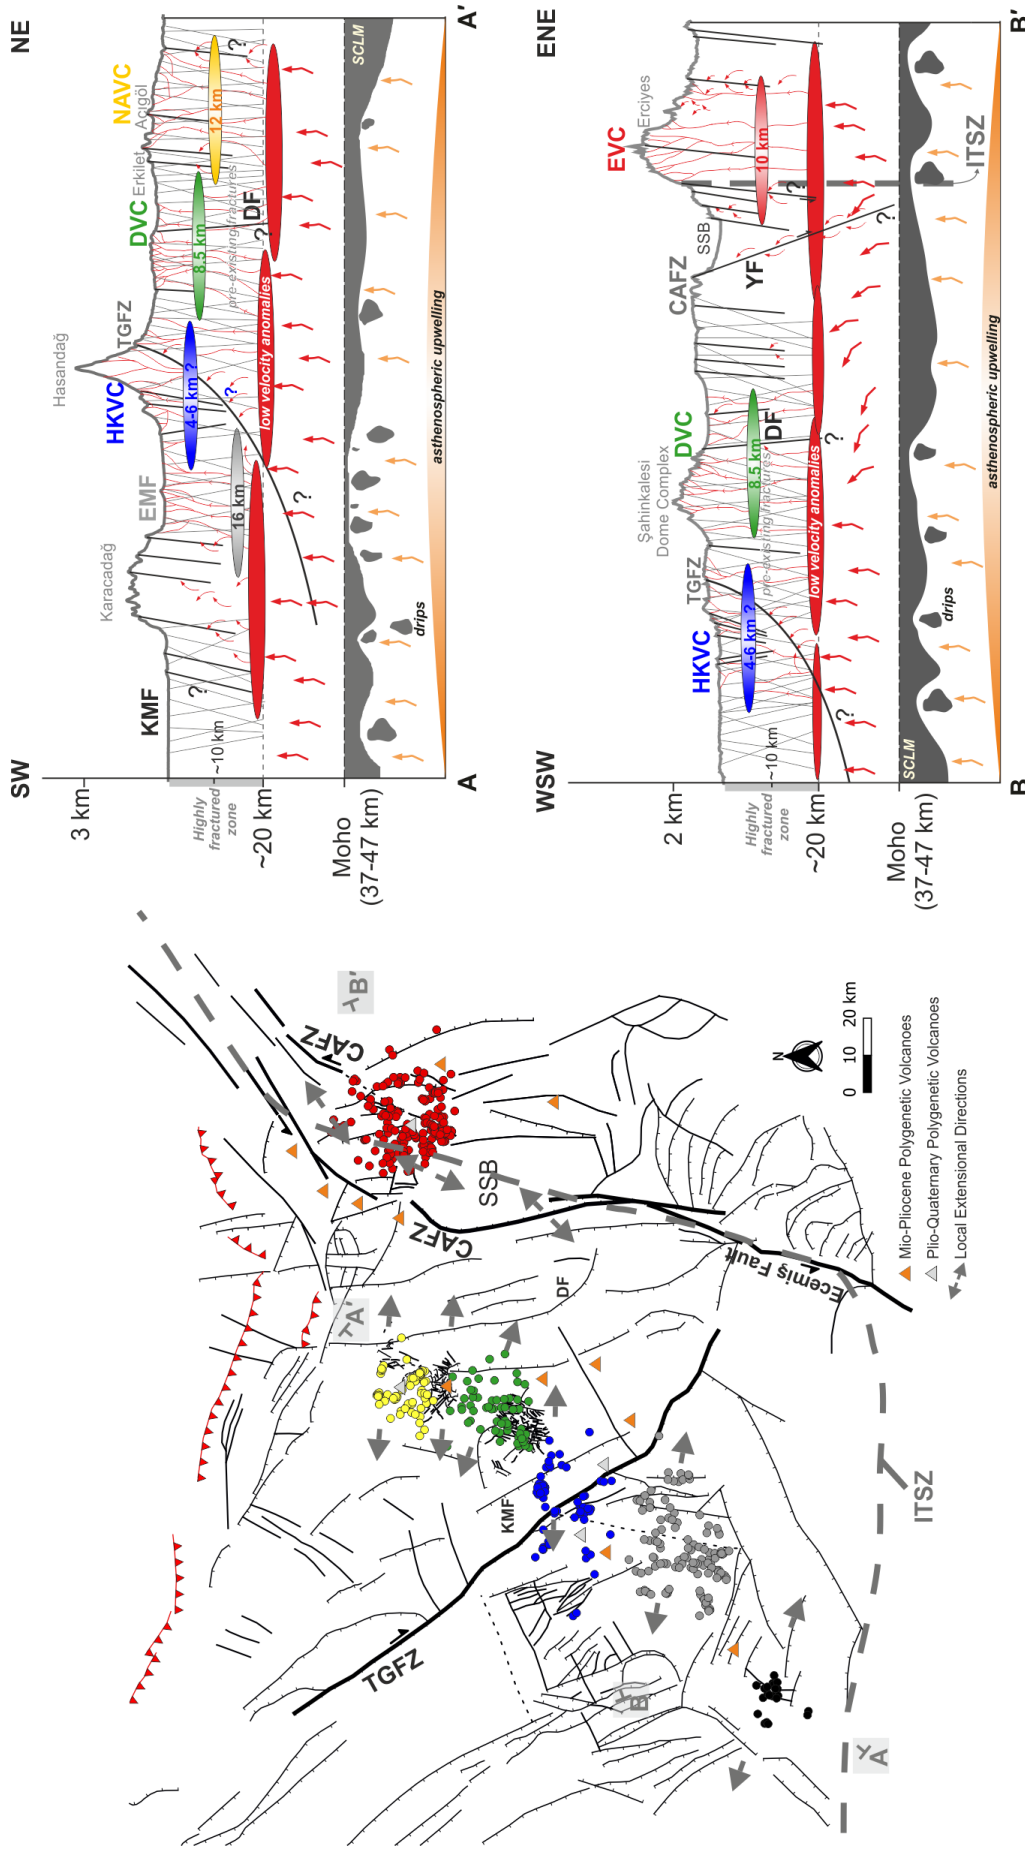 CAFZ
B'
CAFZ
SSB
A'
DF
Ecemiş Fault
KMF
TGFZ
B
A
ITSZ
N
0 10 20 km
Mio-Pliocene Polygenetic Volcanoes
Plio-Quaternary Polygenetic Volcanoes
Local Extensional Directions
SW
NE
3 km
Highly
fractured
zone
~10 km
~20 km
Moho
(37-47 km)
KMF
Karacadağ
EMF
HKVC
Hasandağ
TGFZ
DVC
Erkilet
NAVC
Acıgöl
?
16 km
4-6 km ?
?
8.5 km
12 km
?
pre-existing fractures
DF
?
low velocity anomalies
?
SCLM
drips
asthenospheric upwelling
A
A'
WSW
ENE
2 km
Highly
fractured
zone
~10 km
~20 km
Moho
(37-47 km)
HKVC
TGFZ
Şahinkalesi
Dome Complex
DVC
CAFZ
SSB
EVC
Erciyes
4-6 km ?
8.5 km
10 km
pre-existing fractures
DF
YF
?
?
?
?
low velocity anomalies
SCLM
drips
ITSZ
asthenospheric upwelling
B
B'